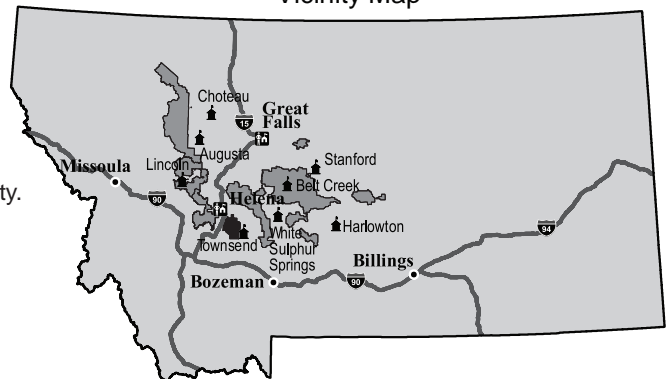 Vicinity Map
Choteau
Great
Falls
15
Augusta
Stanford
Missoula
Lincoln
Belt Creek
ty.
90
Helena
White
Sulphur
Springs
Harlowton
94
Townsend
Billings
Bozeman
90